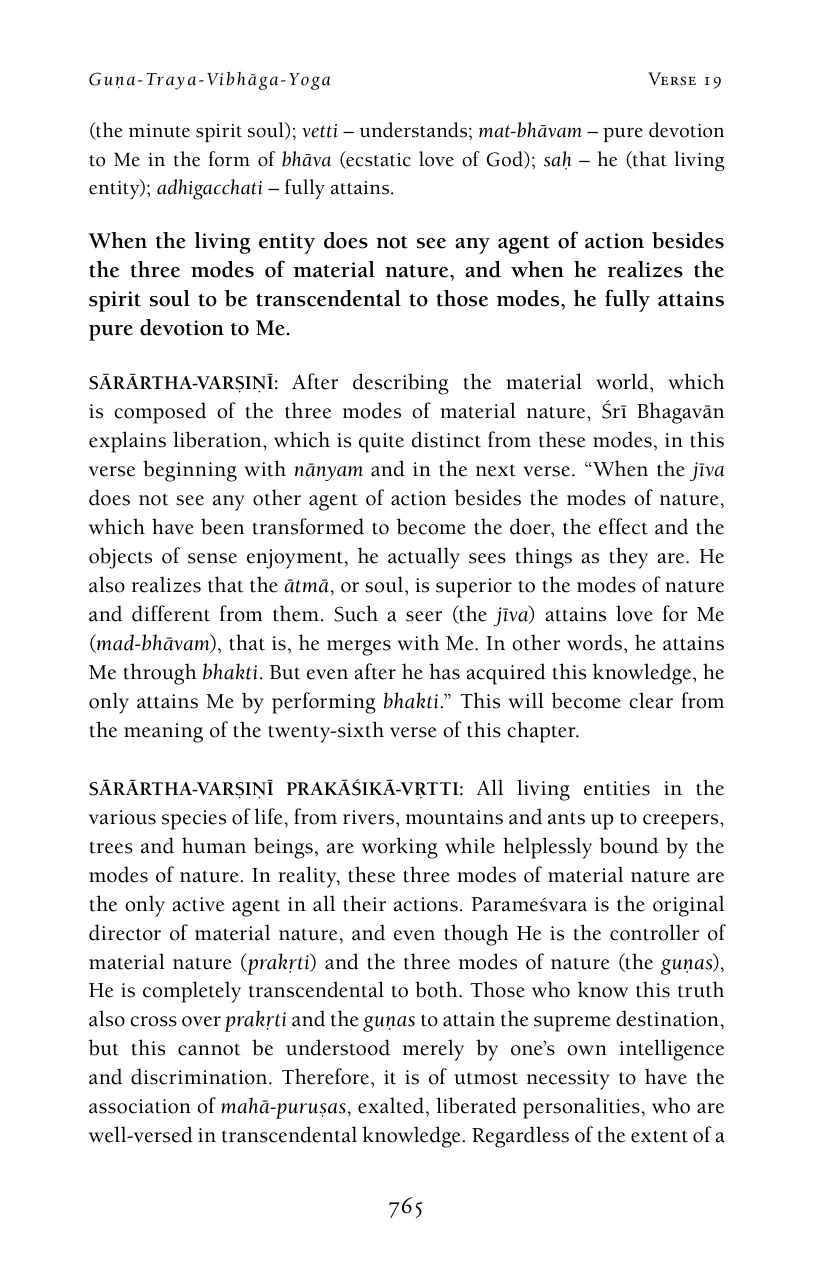 Guṇa-Traya-Vibhāga-Yoga Verse 19
(the minute spirit soul); vetti – understands; mat-bhāvam – pure devotion
to Me in the form of bhāva (ecstatic love of God); saḥ – he (that living
entity); adhigacchati – fully attains.
When the living entity does not see any agent of action besides
the three modes of material nature, and when he realizes the
spirit soul to be transcendental to those modes, he fully attains
pure devotion to Me.
SĀRĀRTHA-VARṢIṆĪ: After describing the material world, which
is composed of the three modes of material nature, Śrī Bhagavān
explains liberation, which is quite distinct from these modes, in this
verse beginning with nānyam and in the next verse. “When the jīva
does not see any other agent of action besides the modes of nature,
which have been transformed to become the doer, the effect and the
objects of sense enjoyment, he actually sees things as they are. He
also realizes that the ātmā, or soul, is superior to the modes of nature
and different from them. Such a seer (the jīva) attains love for Me
(mad-bhāvam), that is, he merges with Me. In other words, he attains
Me through bhakti. But even after he has acquired this knowledge, he
only attains Me by performing bhakti.” This will become clear from
the meaning of the twenty-sixth verse of this chapter.
SĀRĀRTHA-VARṢIṆĪ PRAKĀŚIKĀ-VṚTTI: All living entities in the
various species of life, from rivers, mountains and ants up to creepers,
trees and human beings, are working while helplessly bound by the
modes of nature. In reality, these three modes of material nature are
the only active agent in all their actions. Parameśvara is the original
director of material nature, and even though He is the controller of
material nature (prakṛti) and the three modes of nature (the guṇas),
He is completely transcendental to both. Those who know this truth
also cross over prakṛti and the guṇas to attain the supreme destination,
but this cannot be understood merely by one’s own intelligence
and discrimination. Therefore, it is of utmost necessity to have the
association of mahā-puruṣas, exalted, liberated personalities, who are
well-versed in transcendental knowledge. Regardless of the extent of a
765